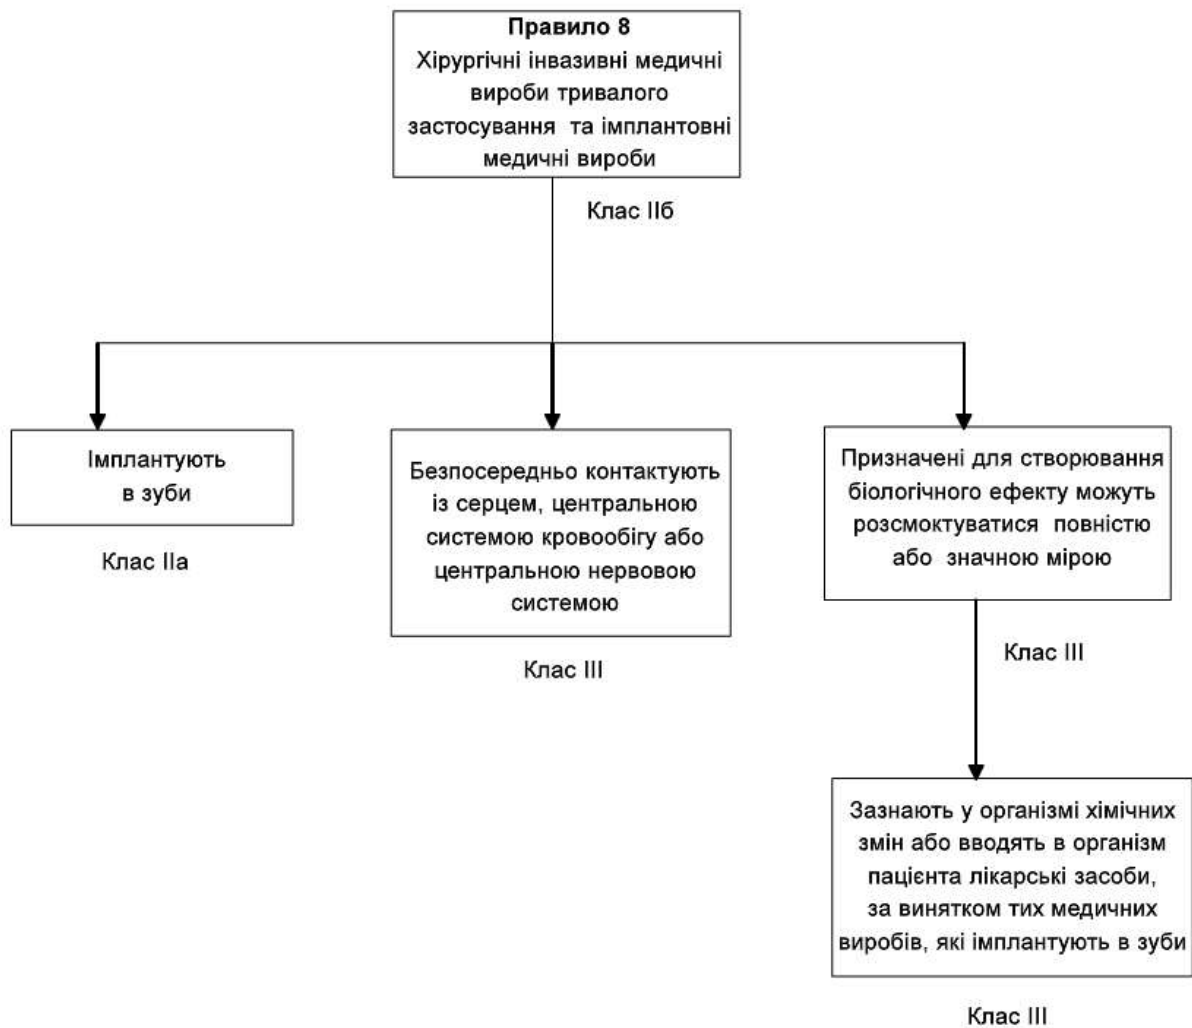 Правило 8
Хірургічні інвазивні медичні
вироби тривалого
застосування та імплантовні
медичні вироби
Клас IIб
Імплантують
в зуби
Клас IIа
Безпосередньо контактують
із серцем, центральною
системою кровообігу або
центральною нервовою
системою
Клас III
Призначені для створювання
біологічного ефекту можуть
розсмоктуватися повністю
або значною мірою
Клас III
Зазнають у організмі хімічних
змін або вводять в організм
пацієнта лікарські засоби,
за винятком тих медичних
виробів, які імплантують в зуби
Клас III